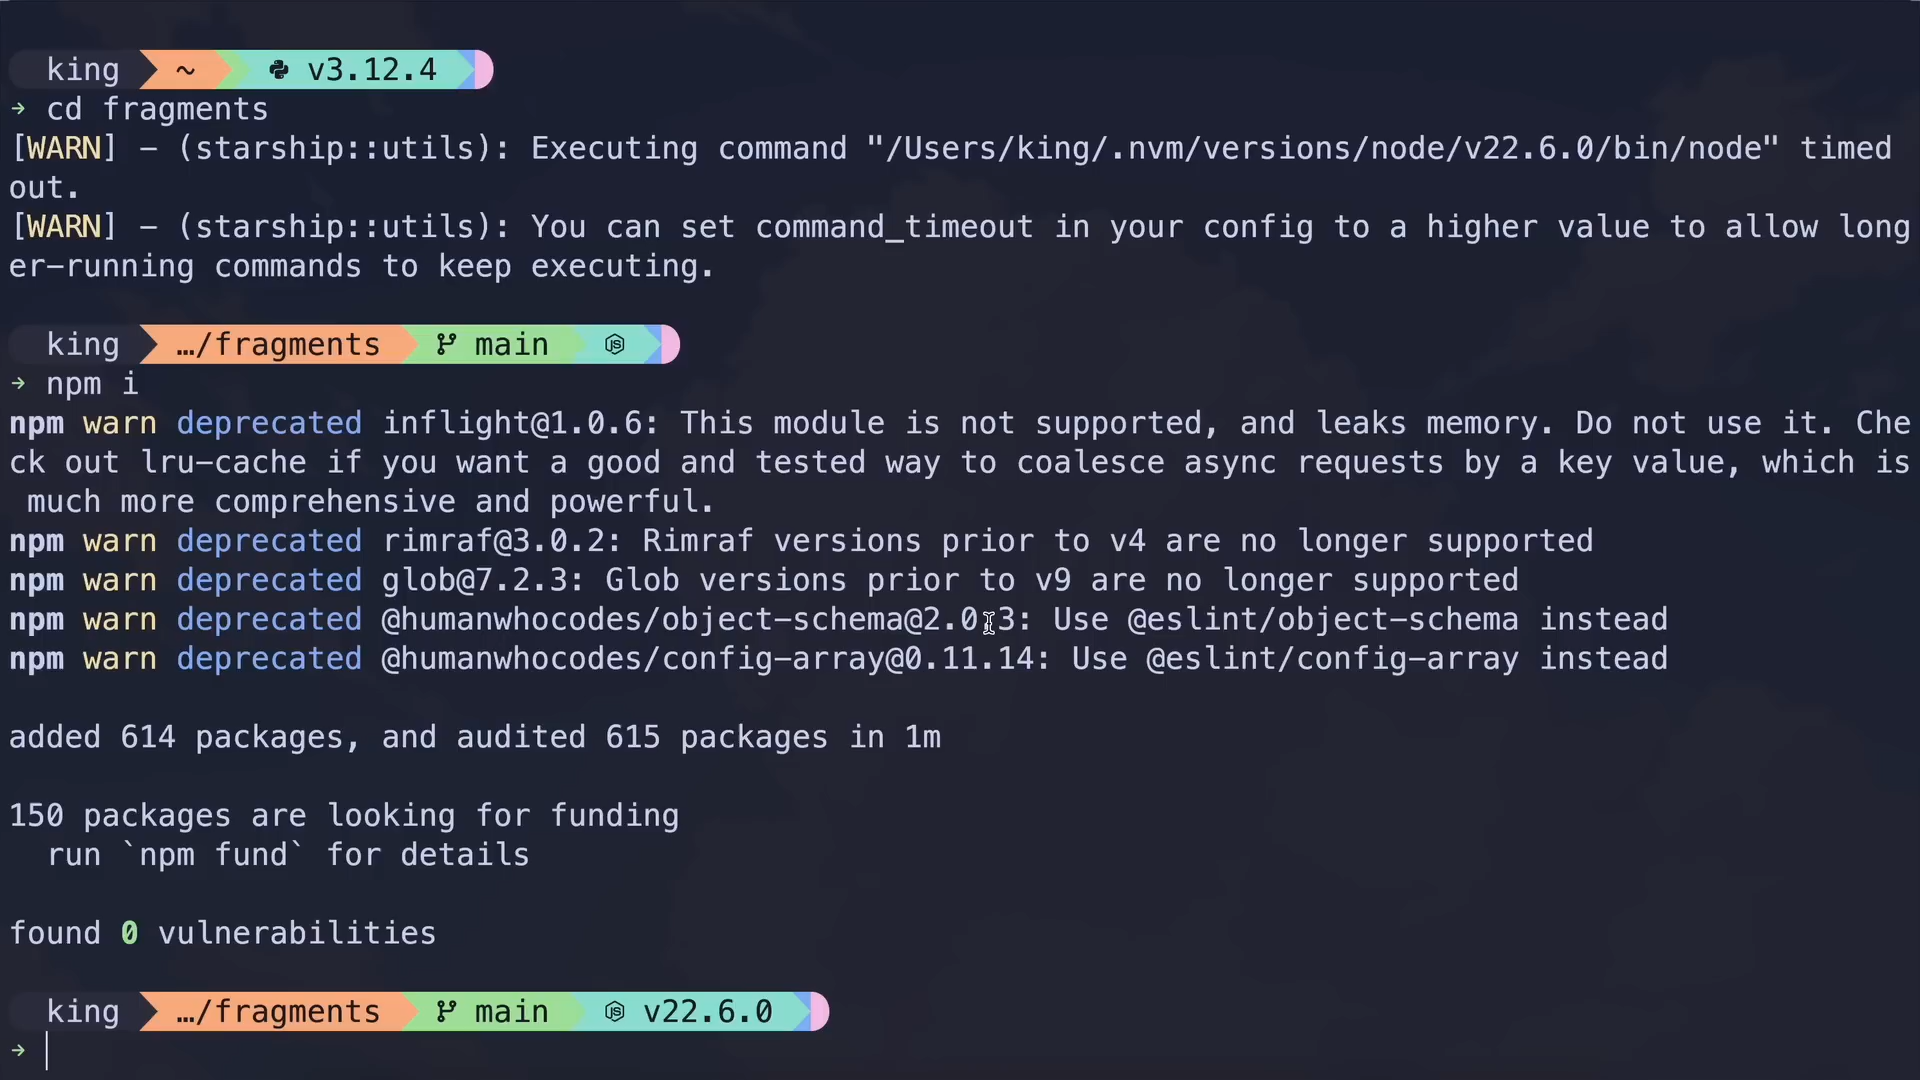 king ~ v3.12.4
→ cd fragments
[WARN] - (starship::utils): Executing command "/Users/king/.nvm/versions/node/v22.6.0/bin/node" timed
out.
[WARN] - (starship::utils): You can set command_timeout in your config to a higher value to allow long
er-running commands to keep executing.
king …/fragments main
→ npm i
npm warn deprecated inflight@1.0.6: This module is not supported, and leaks memory. Do not use it. Che
ck out lru-cache if you want a good and tested way to coalesce async requests by a key value, which is
much more comprehensive and powerful.
npm warn deprecated rimraf@3.0.2: Rimraf versions prior to v4 are no longer supported
npm warn deprecated glob@7.2.3: Glob versions prior to v9 are no longer supported
npm warn deprecated @humanwhocodes/object-schema@2.0.3: Use @eslint/object-schema instead
npm warn deprecated @humanwhocodes/config-array@0.11.14: Use @eslint/config-array instead
added 614 packages, and audited 615 packages in 1m
150 packages are looking for funding
run `npm fund` for details
found 0 vulnerabilities
king …/fragments main v22.6.0
→